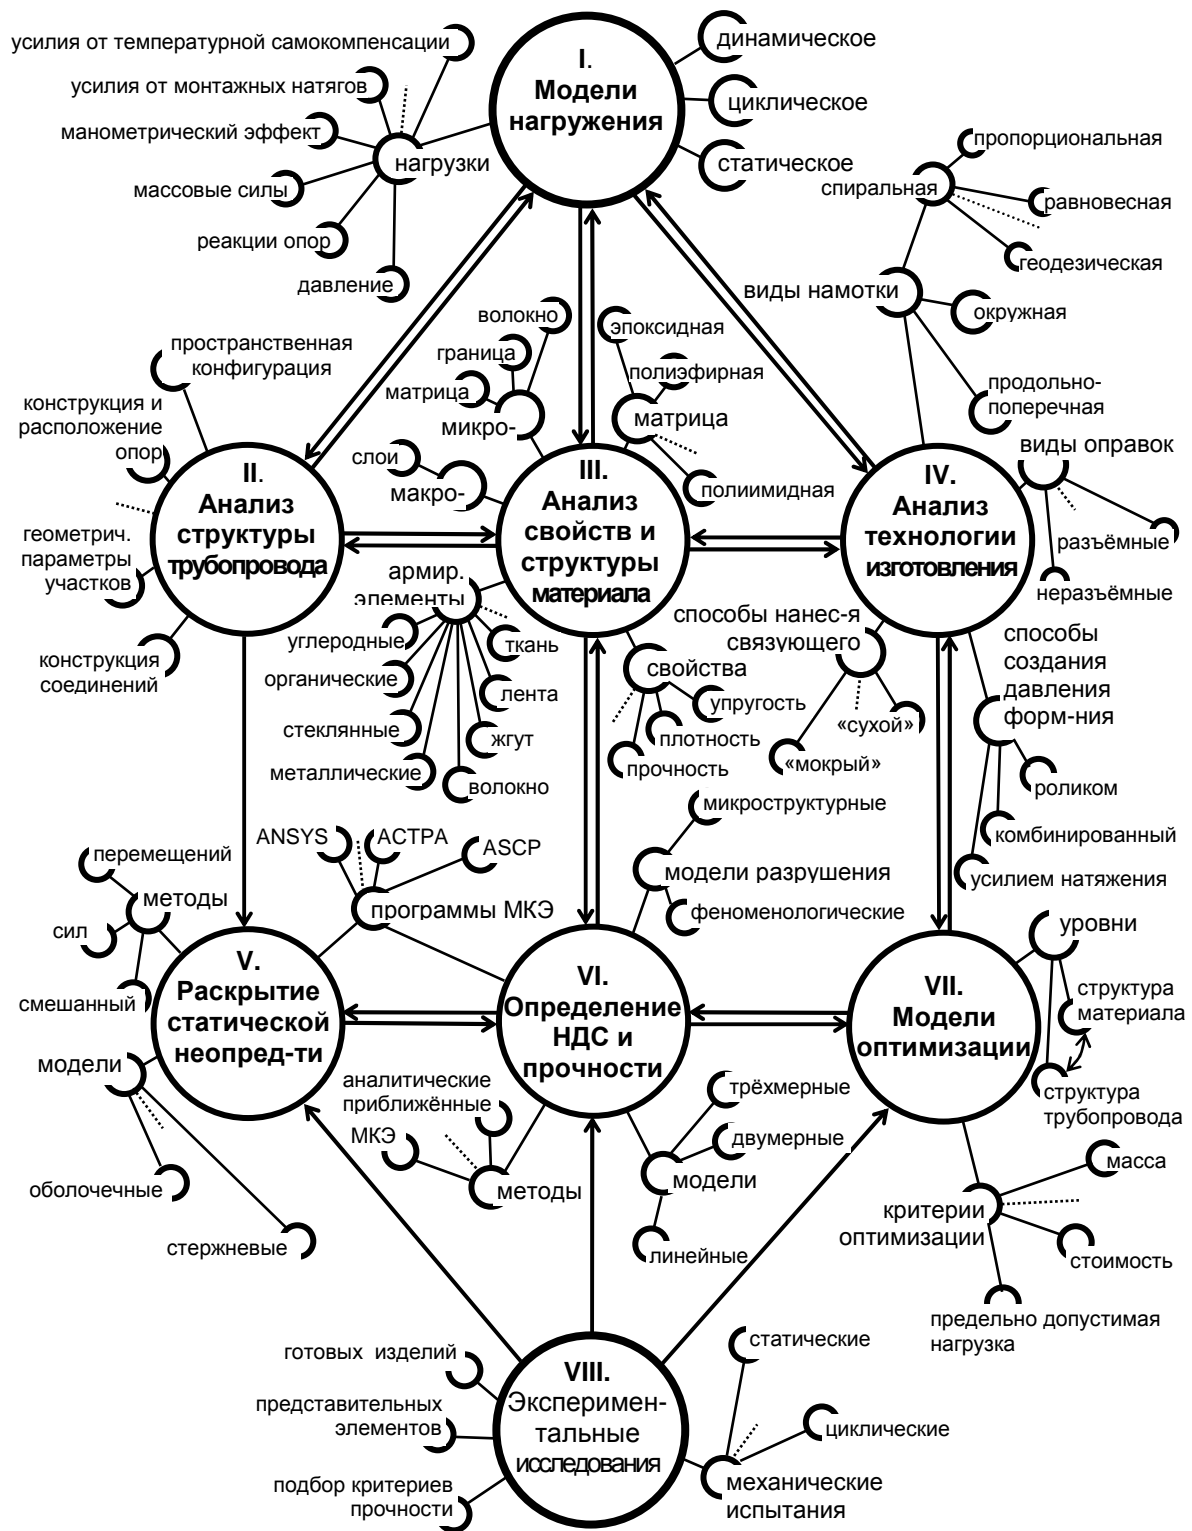 усилия от температурной самокомпенсации
усилия от монтажных натягов
манометрический эффект
массовые силы
реакции опор
давление
нагрузки
I.
Модели
нагружения
динамическое
циклическое
статическое
пропорциональная
спиральная
равновесная
геодезическая
виды намотки
окружная
продольно-
поперечная
виды оправок
разъёмные
неразъёмные
волокно
граница
матрица
микро-
слои
макро-
эпоксидная
полиэфирная
матрица
полиимидная
пространственная
конфигурация
конструкция и
расположение
опор
геометрич.
параметры
участков
конструкция
соединений
II.
Анализ
структуры
трубопровода
III.
Анализ
свойств и
структуры
материала
IV.
Анализ
технологии
изготовления
армир.
элементы
углеродные
органические
стеклянные
металлические
ткань
лента
жгут
волокно
свойства
упругость
плотность
прочность
способы нанес-я
связующего
«сухой»
«мокрый»
способы
создания
давления
форм-ния
роликом
комбинированный
усилием натяжения
микроструктурные
модели разрушения
феноменологические
ANSYS
АСТРА
ASCP
программы МКЭ
перемещений
методы
сил
смешанный
модели
оболочечные
стержневые
V.
Раскрытие
статической
неопред-ти
VI.
Определение
НДС и
прочности
VII.
Модели
оптимизации
уровни
структура
материала
структура
трубопровода
масса
критерии
оптимизации
стоимость
предельно допустимая
нагрузка
аналитические
приближённые
МКЭ
методы
трёхмерные
двумерные
модели
линейные
VIII.
Эксперимен-
тальные
исследования
готовых изделий
представительных
элементов
подбор критериев
прочности
статические
циклические
механические
испытания